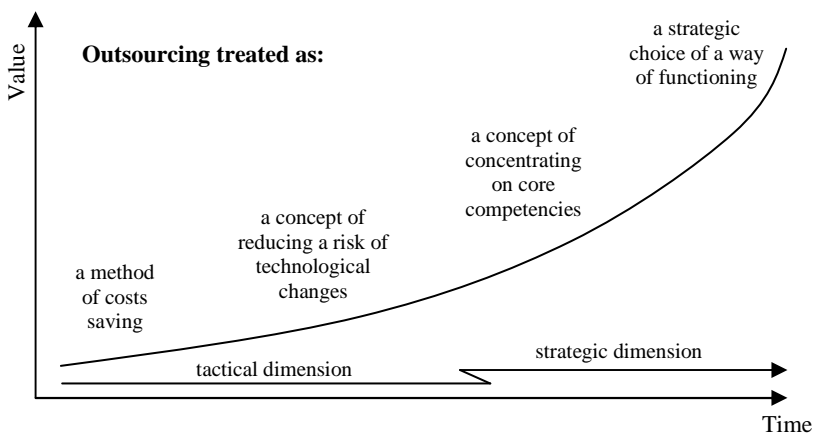 Value
Outsourcing treated as:
a method
of costs
saving
a concept of
reducing a risk of
technological
changes
a concept of
concentrating
on core
competencies
a strategic
choice of a way
of functioning
tactical dimension
strategic dimension
Time